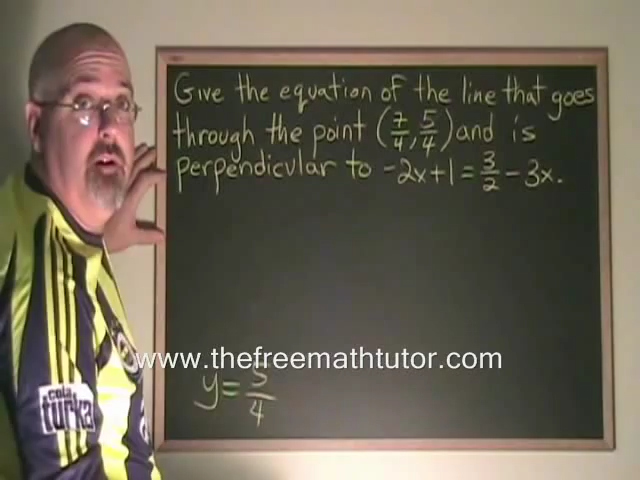 Give the equation of the line that goes
through the point (7/4, 5/4) and is
perpendicular to -2x+1=3/2-3x.
www.thefreemathtutor.com
y=5/4
cola
turka